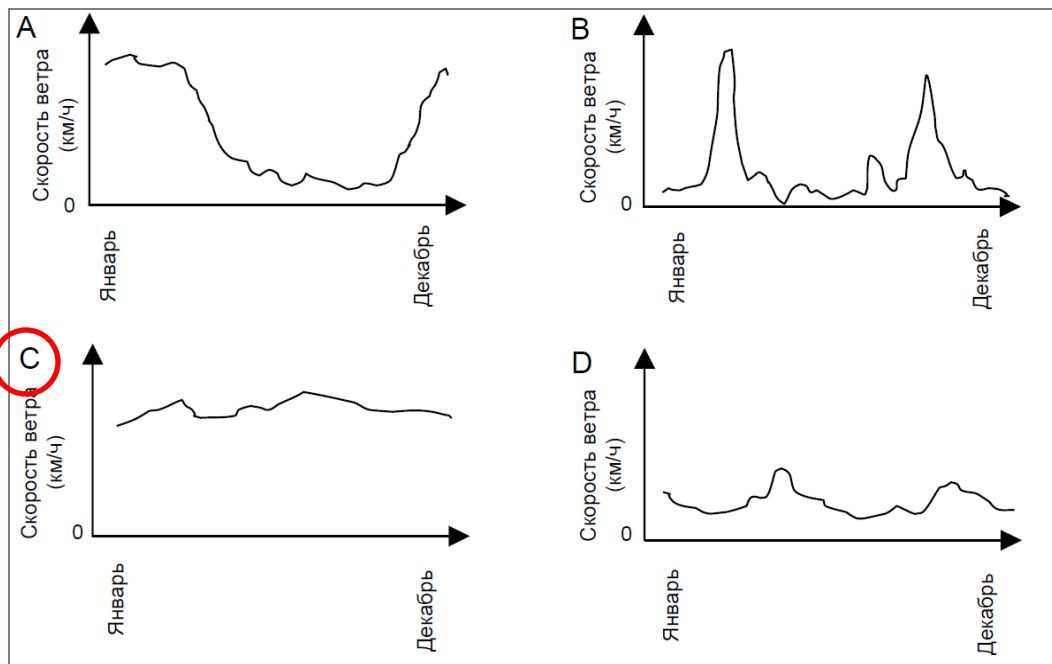 A
Скорость ветра
(км/ч)
0
Январь
Декабрь
B
Скорость ветра
(км/ч)
0
Январь
Декабрь
C
Скорость ветра
(км/ч)
0
Январь
Декабрь
D
Скорость ветра
(км/ч)
0
Январь
Декабрь